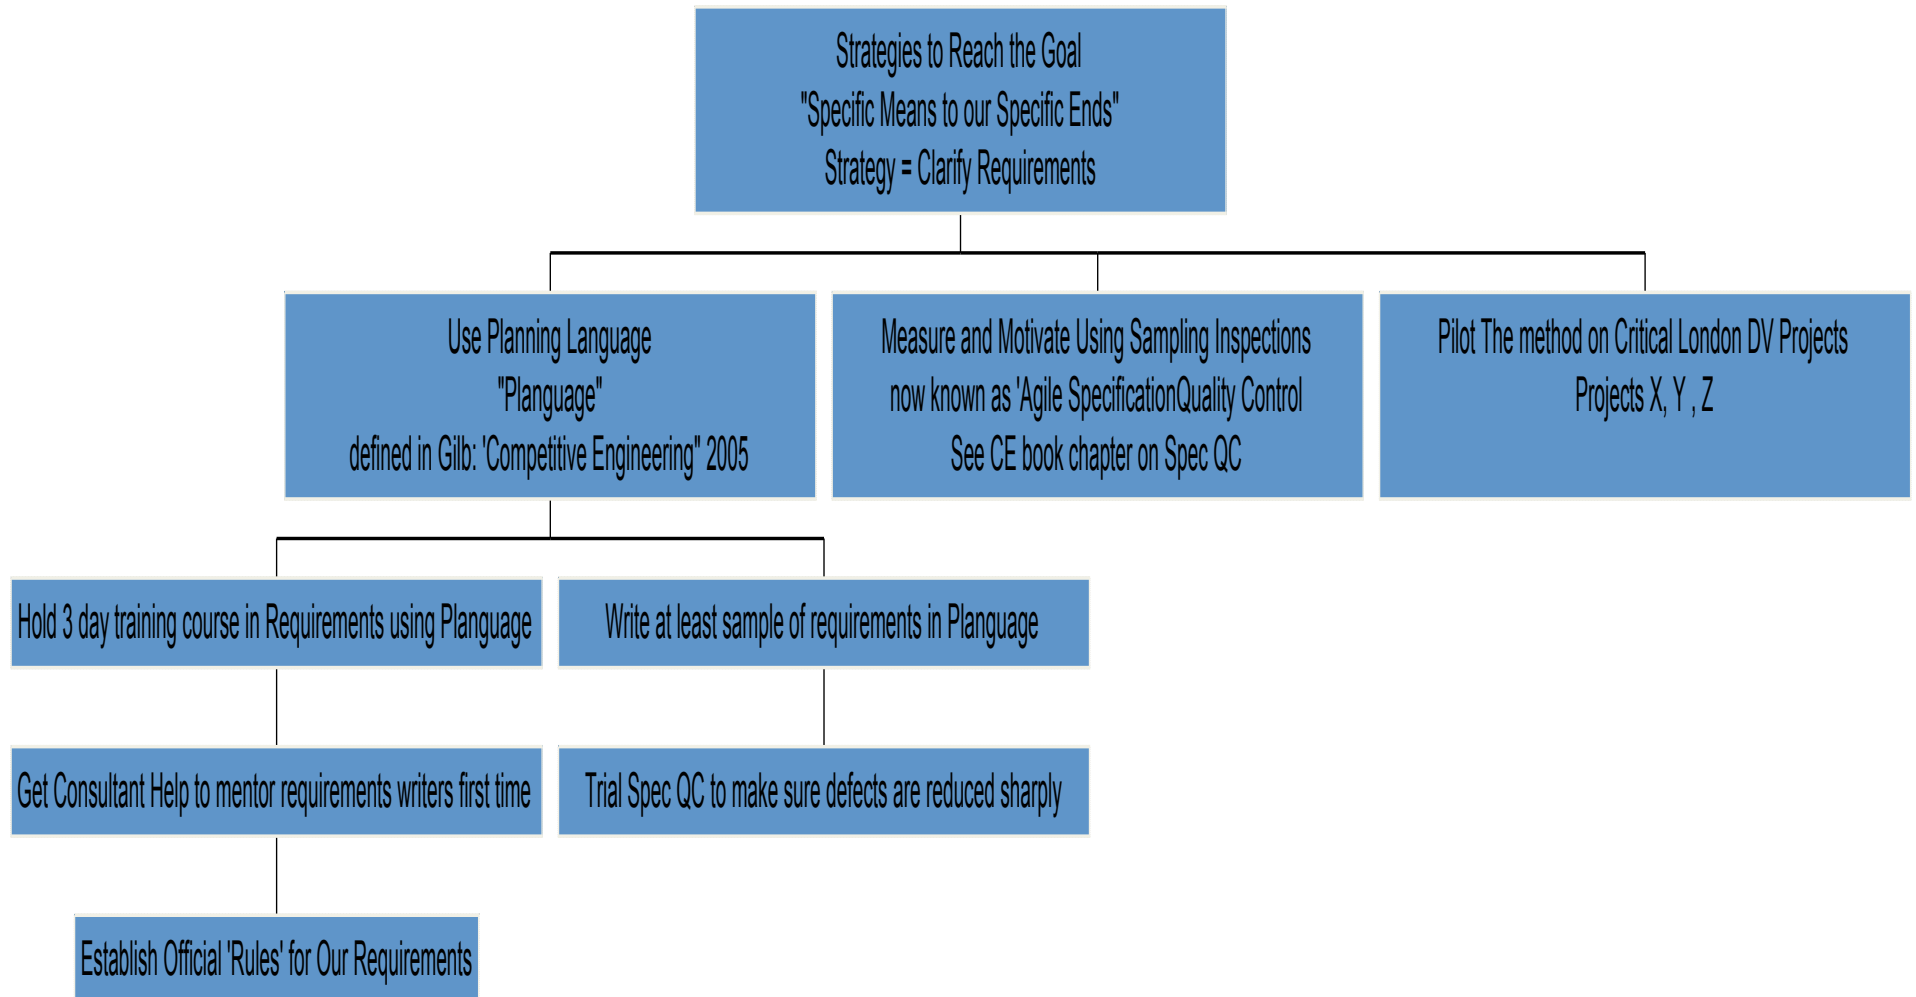 Strategies to Reach the Goal
"Specific Means to our Specific Ends"
Strategy = Clarify Requirements
Use Planning Language
"Planguage"
defined in Gilb: 'Competitive Engineering" 2005
Measure and Motivate Using Sampling Inspections
now known as 'Agile SpecificationQuality Control
See CE book chapter on Spec QC
Pilot The method on Critical London DV Projects
Projects X, Y , Z
Hold 3 day training course in Requirements using Planguage
Write at least sample of requirements in Planguage
Get Consultant Help to mentor requirements writers first time
Trial Spec QC to make sure defects are reduced sharply
Establish Official 'Rules' for Our Requirements